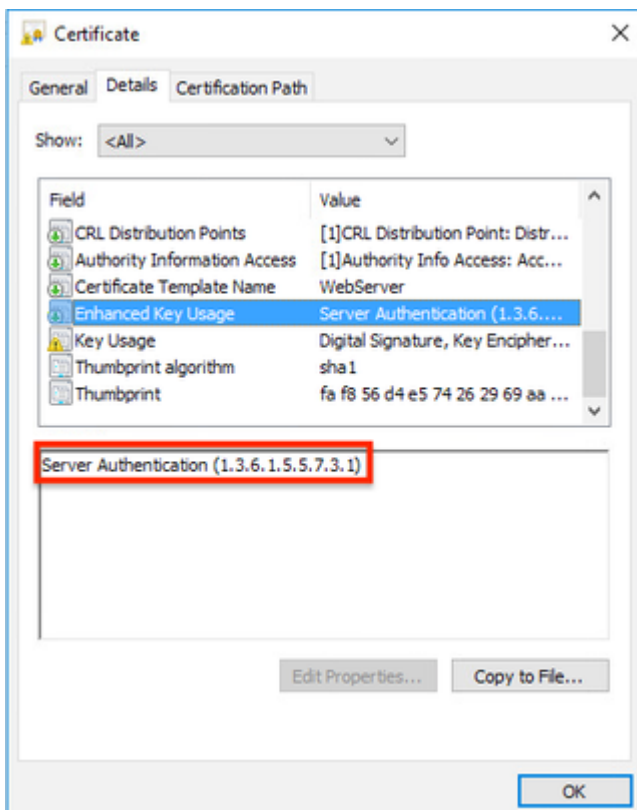 Certificate
General Details Certification Path
Show: <All>
Field Value
CRL Distribution Points [1]CRL Distribution Point: Distr...
Authority Information Access [1]Authority Info Access: Acc...
Certificate Template Name WebServer
Enhanced Key Usage Server Authentication (1.3.6....
Key Usage Digital Signature, Key Encipher...
Thumbprint algorithm sha1
Thumbprint fa f8 56 d4 e5 74 26 29 69 aa ...
Server Authentication (1.3.6.1.5.5.7.3.1)
Edit Properties... Copy to File...
OK